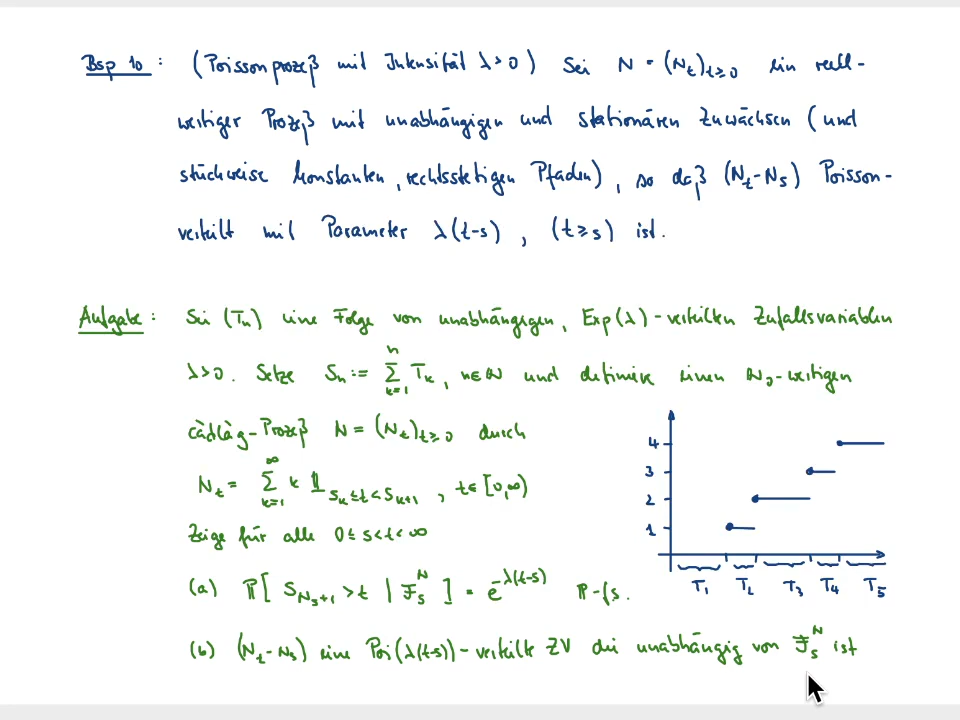 Bsp 10 : (Poissonprozeß mit Intensität λ>0) Sei N = (N_t)_{t≥0} ein reell-
wertiger Prozeß mit unabhängigen und stationären Zuwächsen (und
stückweise konstanten, rechtsstetigen Pfaden), so daß (N_t-N_s) Poisson-
verteilt mit Parameter λ(t-s), (t≥s) ist.
Aufgabe : Sei (T_n) eine Folge von unabhängigen, Exp(λ)-verteilten Zufallsvariablen
λ>0. Setze S_n := ∑_{k=1}^{n} T_k, n∈ℕ und definiere einen ℕ_0-wertigen
càdlàg-Prozeß N = (N_t)_{t≥0} durch
N_t = ∑_{k=1}^{∞} k 𝟙_{S_k≤t<S_{k+1}}, t∈[0,∞)
Zeige für alle 0≤s<t<∞
(a) ℙ[ S_{N_s+1} >t | ℱ_s^N ] = e^{-λ(t-s)} ℙ-f.s.
(b) (N_t-N_s) eine Poi(λ(t-s))-verteilte ZV die unabhängig von ℱ_s^N ist
4
3
2
1
T_1 T_2 T_3 T_4 T_5